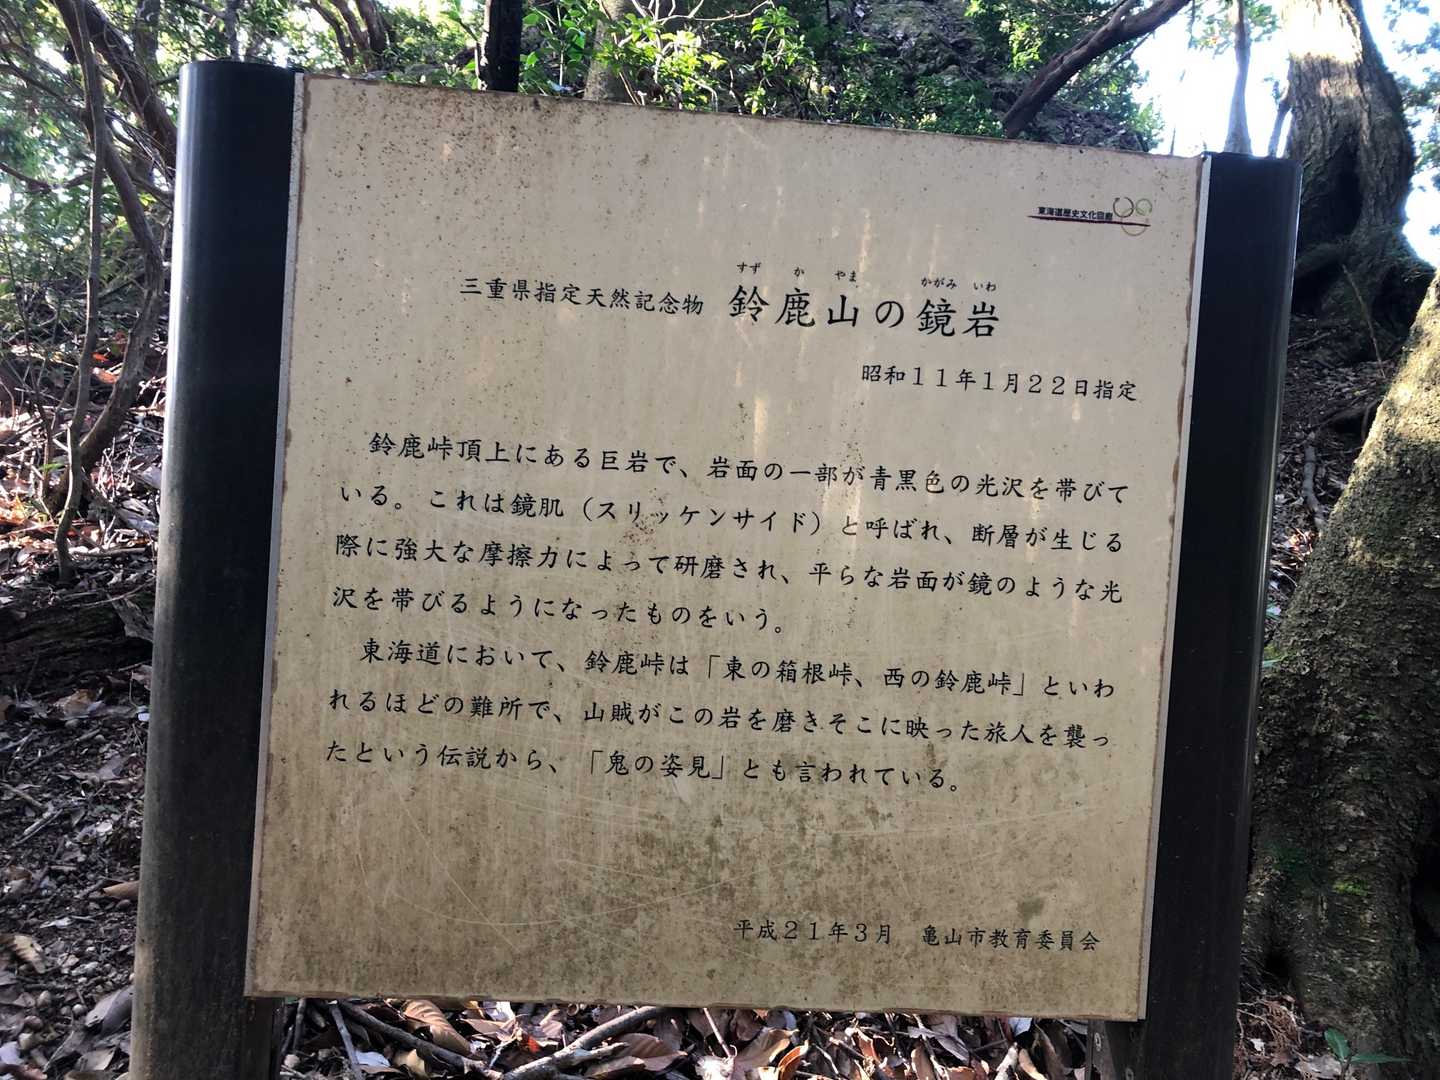 東海道歴史文化回廊
すず か やま かがみ いわ
三重県指定天然記念物 鈴鹿山の鏡岩
昭和11年1月22日指定
鈴鹿峠頂上にある巨岩で、岩面の一部が青黒色の光沢を帯びて
いる。これは鏡肌（スリッケンサイド）と呼ばれ、断層が生じる
際に強大な摩擦力によって研磨され、平らな岩面が鏡のような光
沢を帯びるようになったものをいう。
東海道において、鈴鹿峠は「東の箱根峠、西の鈴鹿峠」といわ
れるほどの難所で、山賊がこの岩を磨きそこに映った旅人を襲っ
たという伝説から、「鬼の姿見」とも言われている。
平成21年3月 亀山市教育委員会